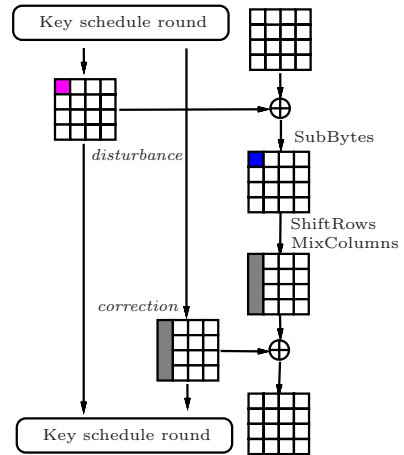 Key schedule round
SubBytes
disturbance
ShiftRows
MixColumns
correction
Key schedule round